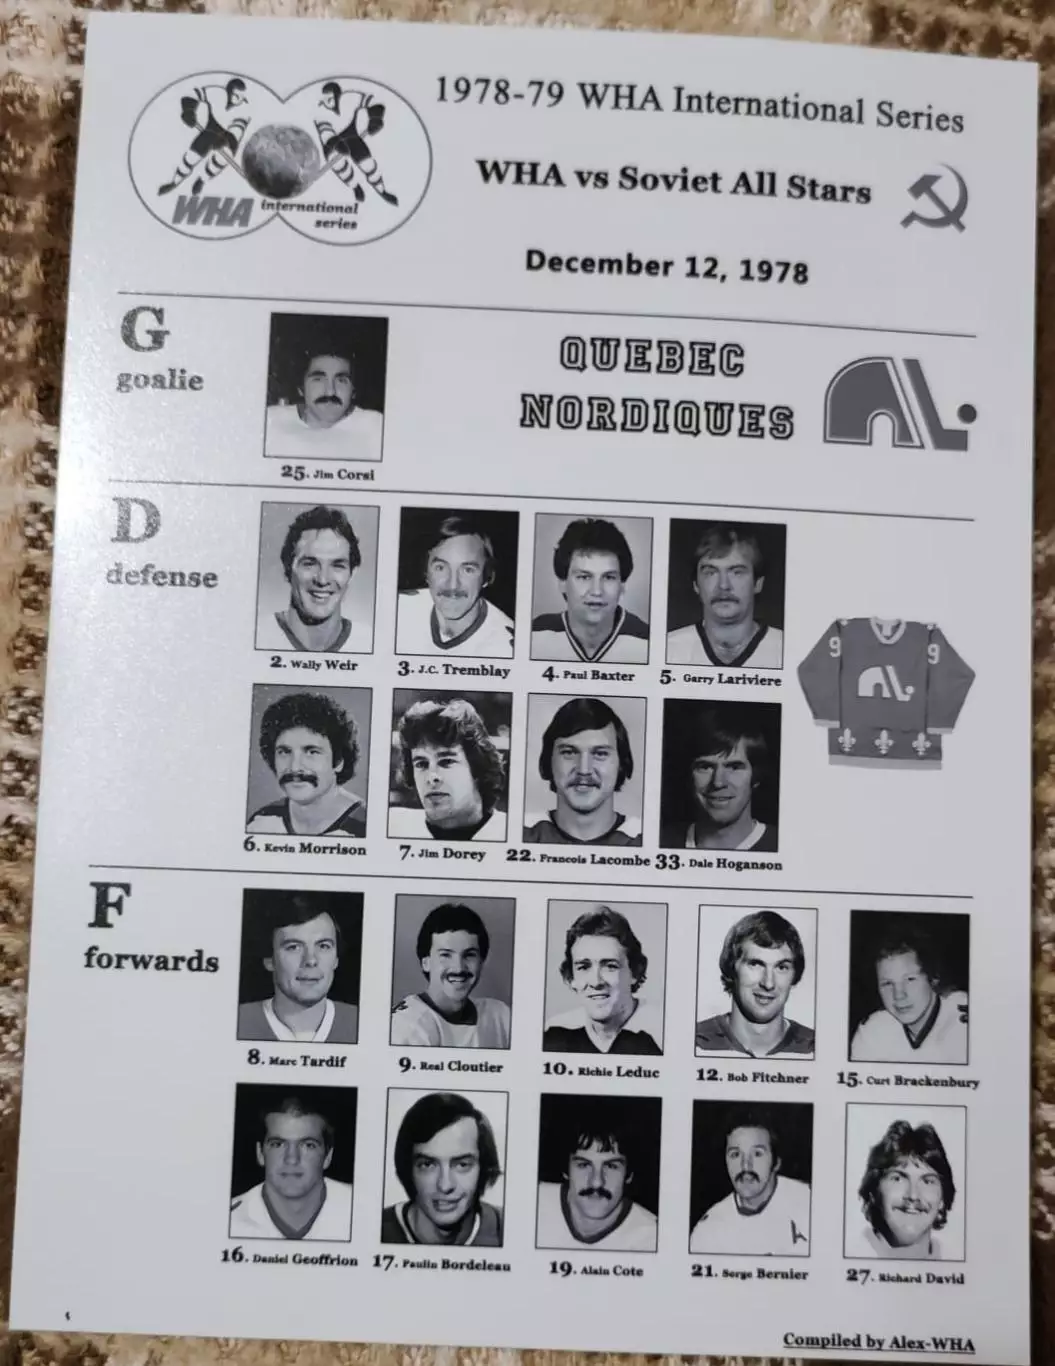 1978-79 WHA International Series
WHA international
series
WHA vs Soviet All Stars
December 12, 1978
G
goalie
QUEBEC
NORDIQUES
25. Jim Corsi
D
defense
2. Wally Weir
3. J.C. Tremblay
4. Paul Baxter
5. Garry Lariviere
9 9
6. Kevin Morrison
7. Jim Dorey
22. Francois Lacombe
33. Dale Hoganson
F
forwards
8. Marc Tardif
9. Real Cloutier
10. Richie Leduc
12. Bob Fitchner
15. Curt Brackenbury
16. Daniel Geoffrion
17. Paulin Bordeleau
19. Alain Cote
21. Serge Bernier
27. Richard David
Compiled by Alex-WHA